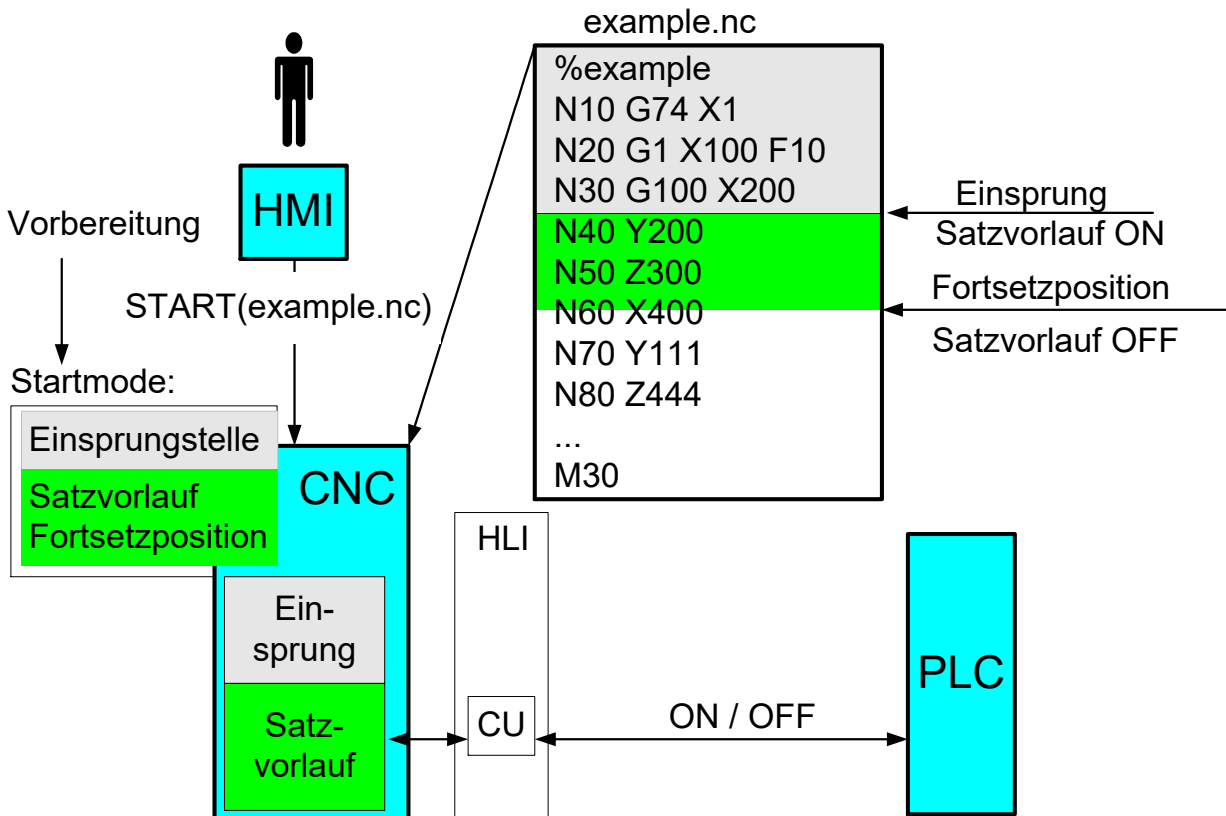 example.nc
%example
N10 G74 X1
N20 G1 X100 F10
N30 G100 X200
N40 Y200
N50 Z300
N60 X400
N70 Y111
N80 Z444
...
M30
Einsprung
Satzvorlauf ON
Fortsetzposition
Satzvorlauf OFF
HMI
Vorbereitung
START(example.nc)
Startmode:
Einsprungstelle
Satzvorlauf
Fortsetzposition
CNC
Ein-
sprung
Satz-
vorlauf
HLI
CU
ON / OFF
PLC